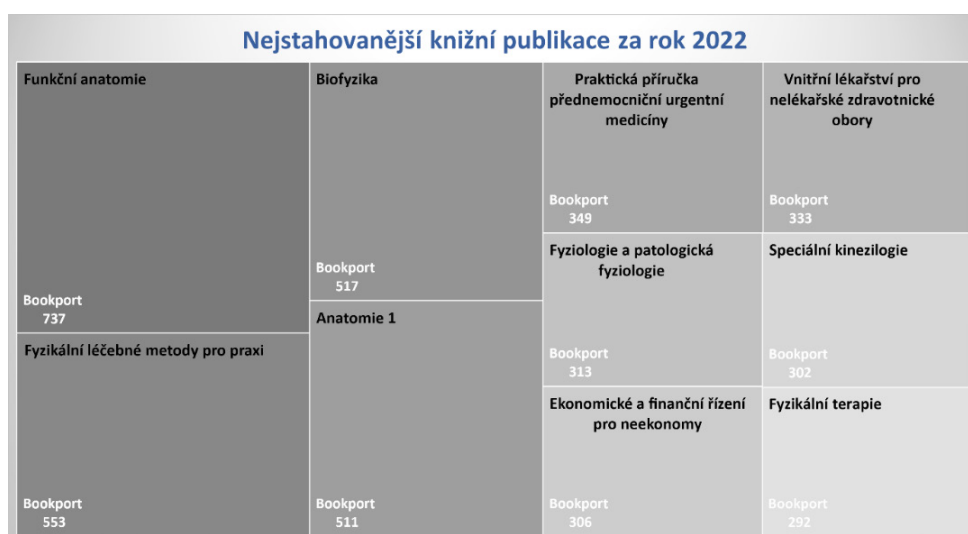 Nejstahovanější knižní publikace za rok 2022
Funkční anatomie
Bookport
737
Fyzikální léčebné metody pro praxi
Bookport
553
Biofyzika
Bookport
517
Anatomie 1
Bookport
511
Praktická příručka
přednemocniční urgentní
medicíny
Bookport
349
Vnitřní lékařství pro
nelékařské zdravotnické
obory
Bookport
333
Fyziologie a patologická
fyziologie
Bookport
313
Speciální kinezilogie
Bookport
302
Ekonomické a finanční řízení
pro neekonomy
Bookport
306
Fyzikální terapie
Bookport
292